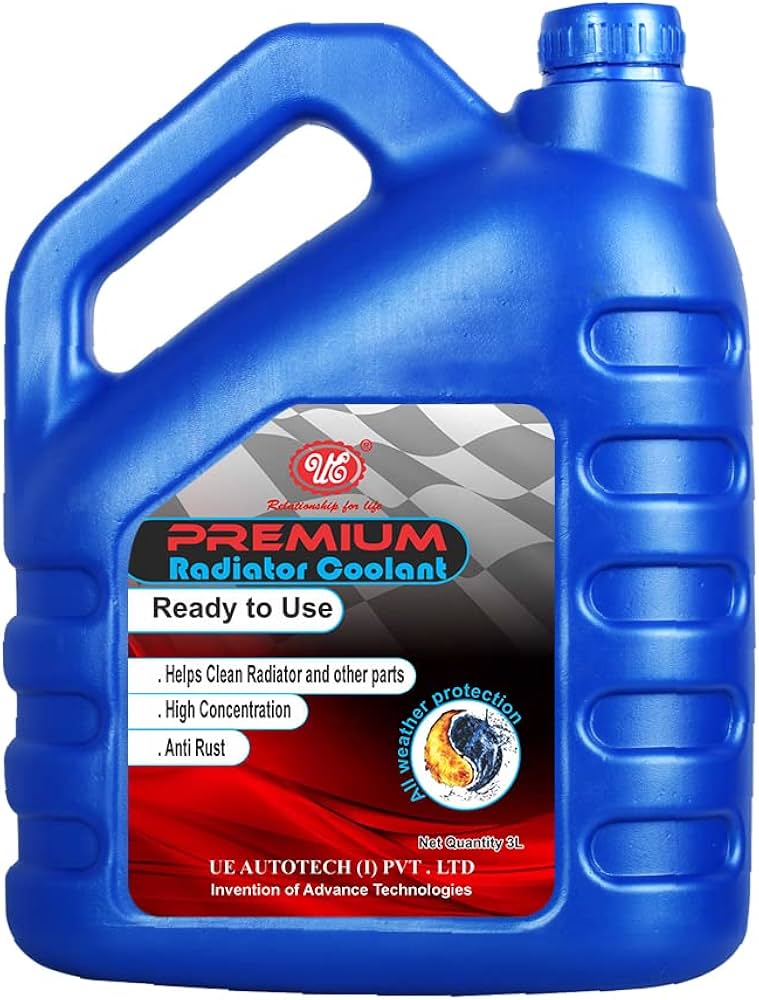 UE ®
Relationship for life
PREMIUM
Radiator Coolant
Ready to Use
. Helps Clean Radiator and other parts
. High Concentration
. Anti Rust
All weather protection
Net Quantity 3L
UE AUTOTECH (I) PVT . LTD
Invention of Advance Technologies